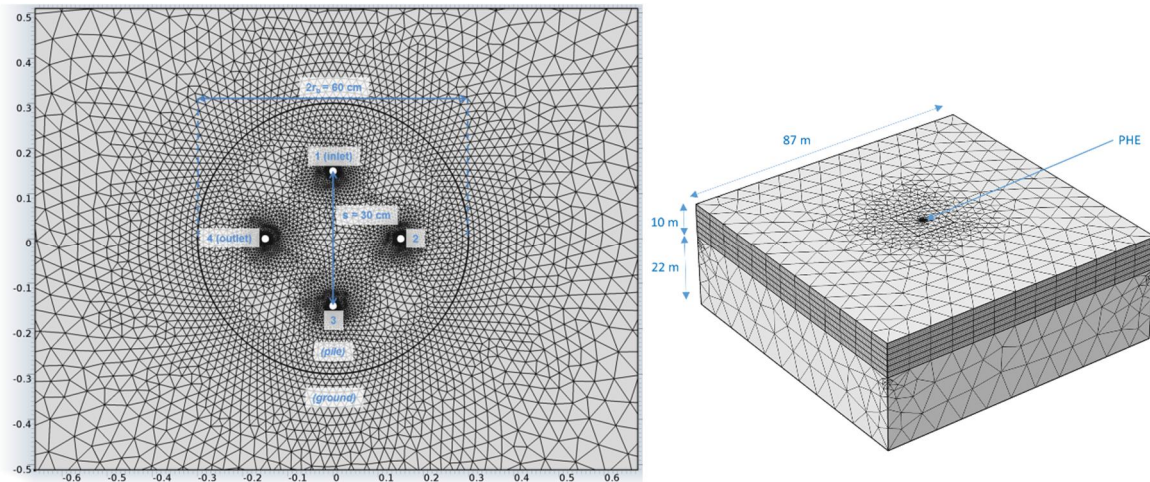 0.5
0.4
0.3
0.2
0.1
0
-0.1
-0.2
-0.3
-0.4
-0.5
-0.6
-0.5
-0.4
-0.3
-0.2
-0.1
0
0.1
0.2
0.3
0.4
0.5
0.6
2rb = 60 cm
1 (inlet)
s = 30 cm
4 (outlet)
2
3
(pile)
(ground)
87 m
PHE
10 m
22 m